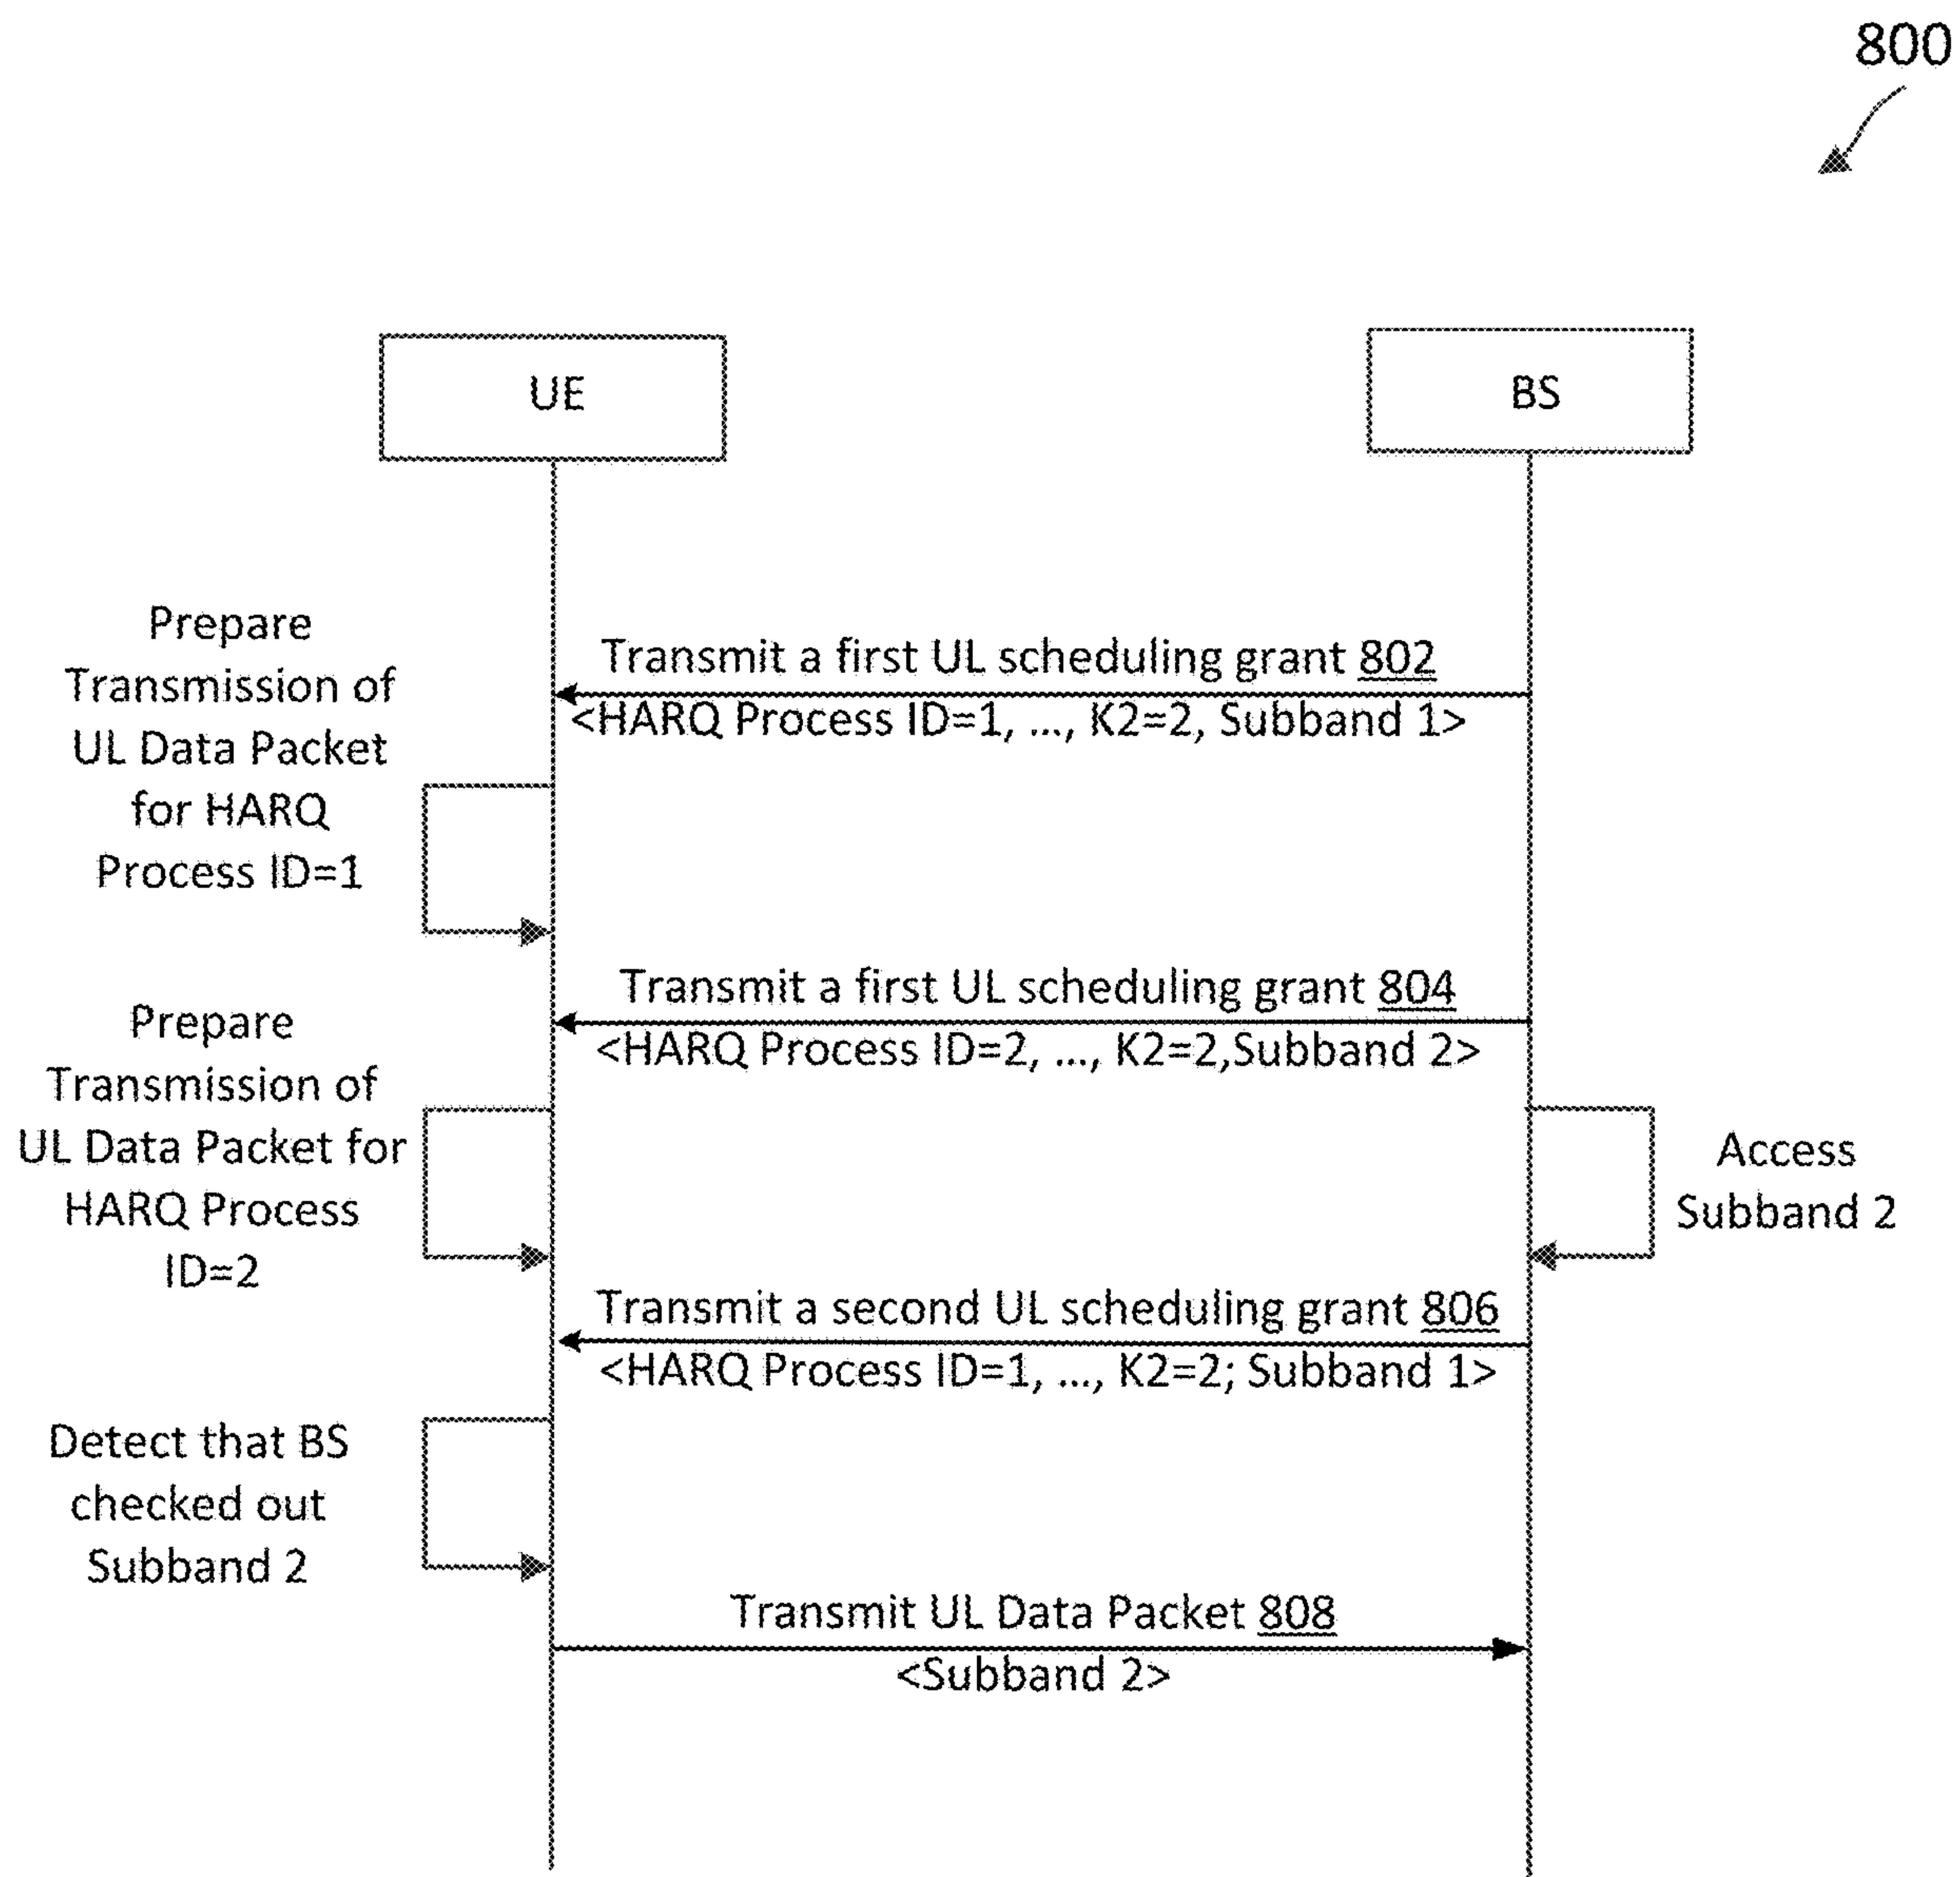 800
UE
BS
Prepare
Transmission of
UL Data Packet
for HARQ
Process ID=1
Transmit a first UL scheduling grant 802
<HARQ Process ID=1, ..., K2=2, Subband 1>
Transmit a first UL scheduling grant 804
<HARQ Process ID=2, ..., K2=2,Subband 2>
Prepare
Transmission of
UL Data Packet for
HARQ Process
ID=2
Access
Subband 2
Transmit a second UL scheduling grant 806
<HARQ Process ID=1, ..., K2=2; Subband 1>
Detect that BS
checked out
Subband 2
Transmit UL Data Packet 808
<Subband 2>